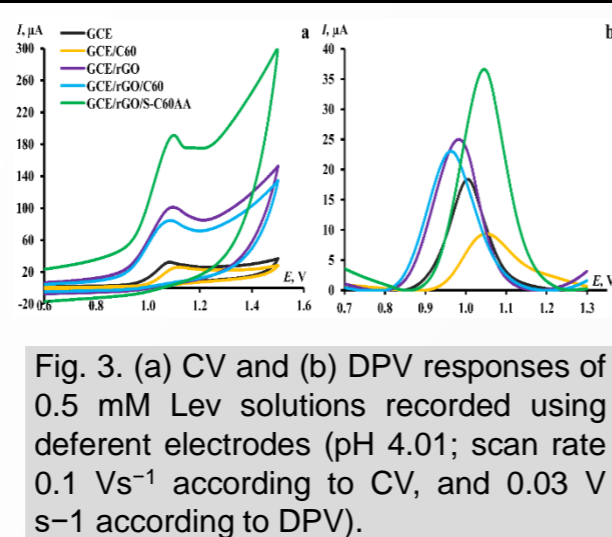 I, µA
300
260
220
180
140
100
60
20
-20
0.6
0.8
1.0
1.2
1.4
1.6
E, V
a
GCE
GCE/C60
GCE/rGO
GCE/rGO/C60
GCE/rGO/S-C60AA
I, µA
b
40
35
30
25
20
15
10
5
0
0.7
0.8
0.9
1.0
1.1
1.2
1.3
E, V
Fig. 3. (a) CV and (b) DPV responses of
0.5 mM Lev solutions recorded using
deferent electrodes (pH 4.01; scan rate
0.1 Vs⁻¹ according to CV, and 0.03 V
s−1 according to DPV).